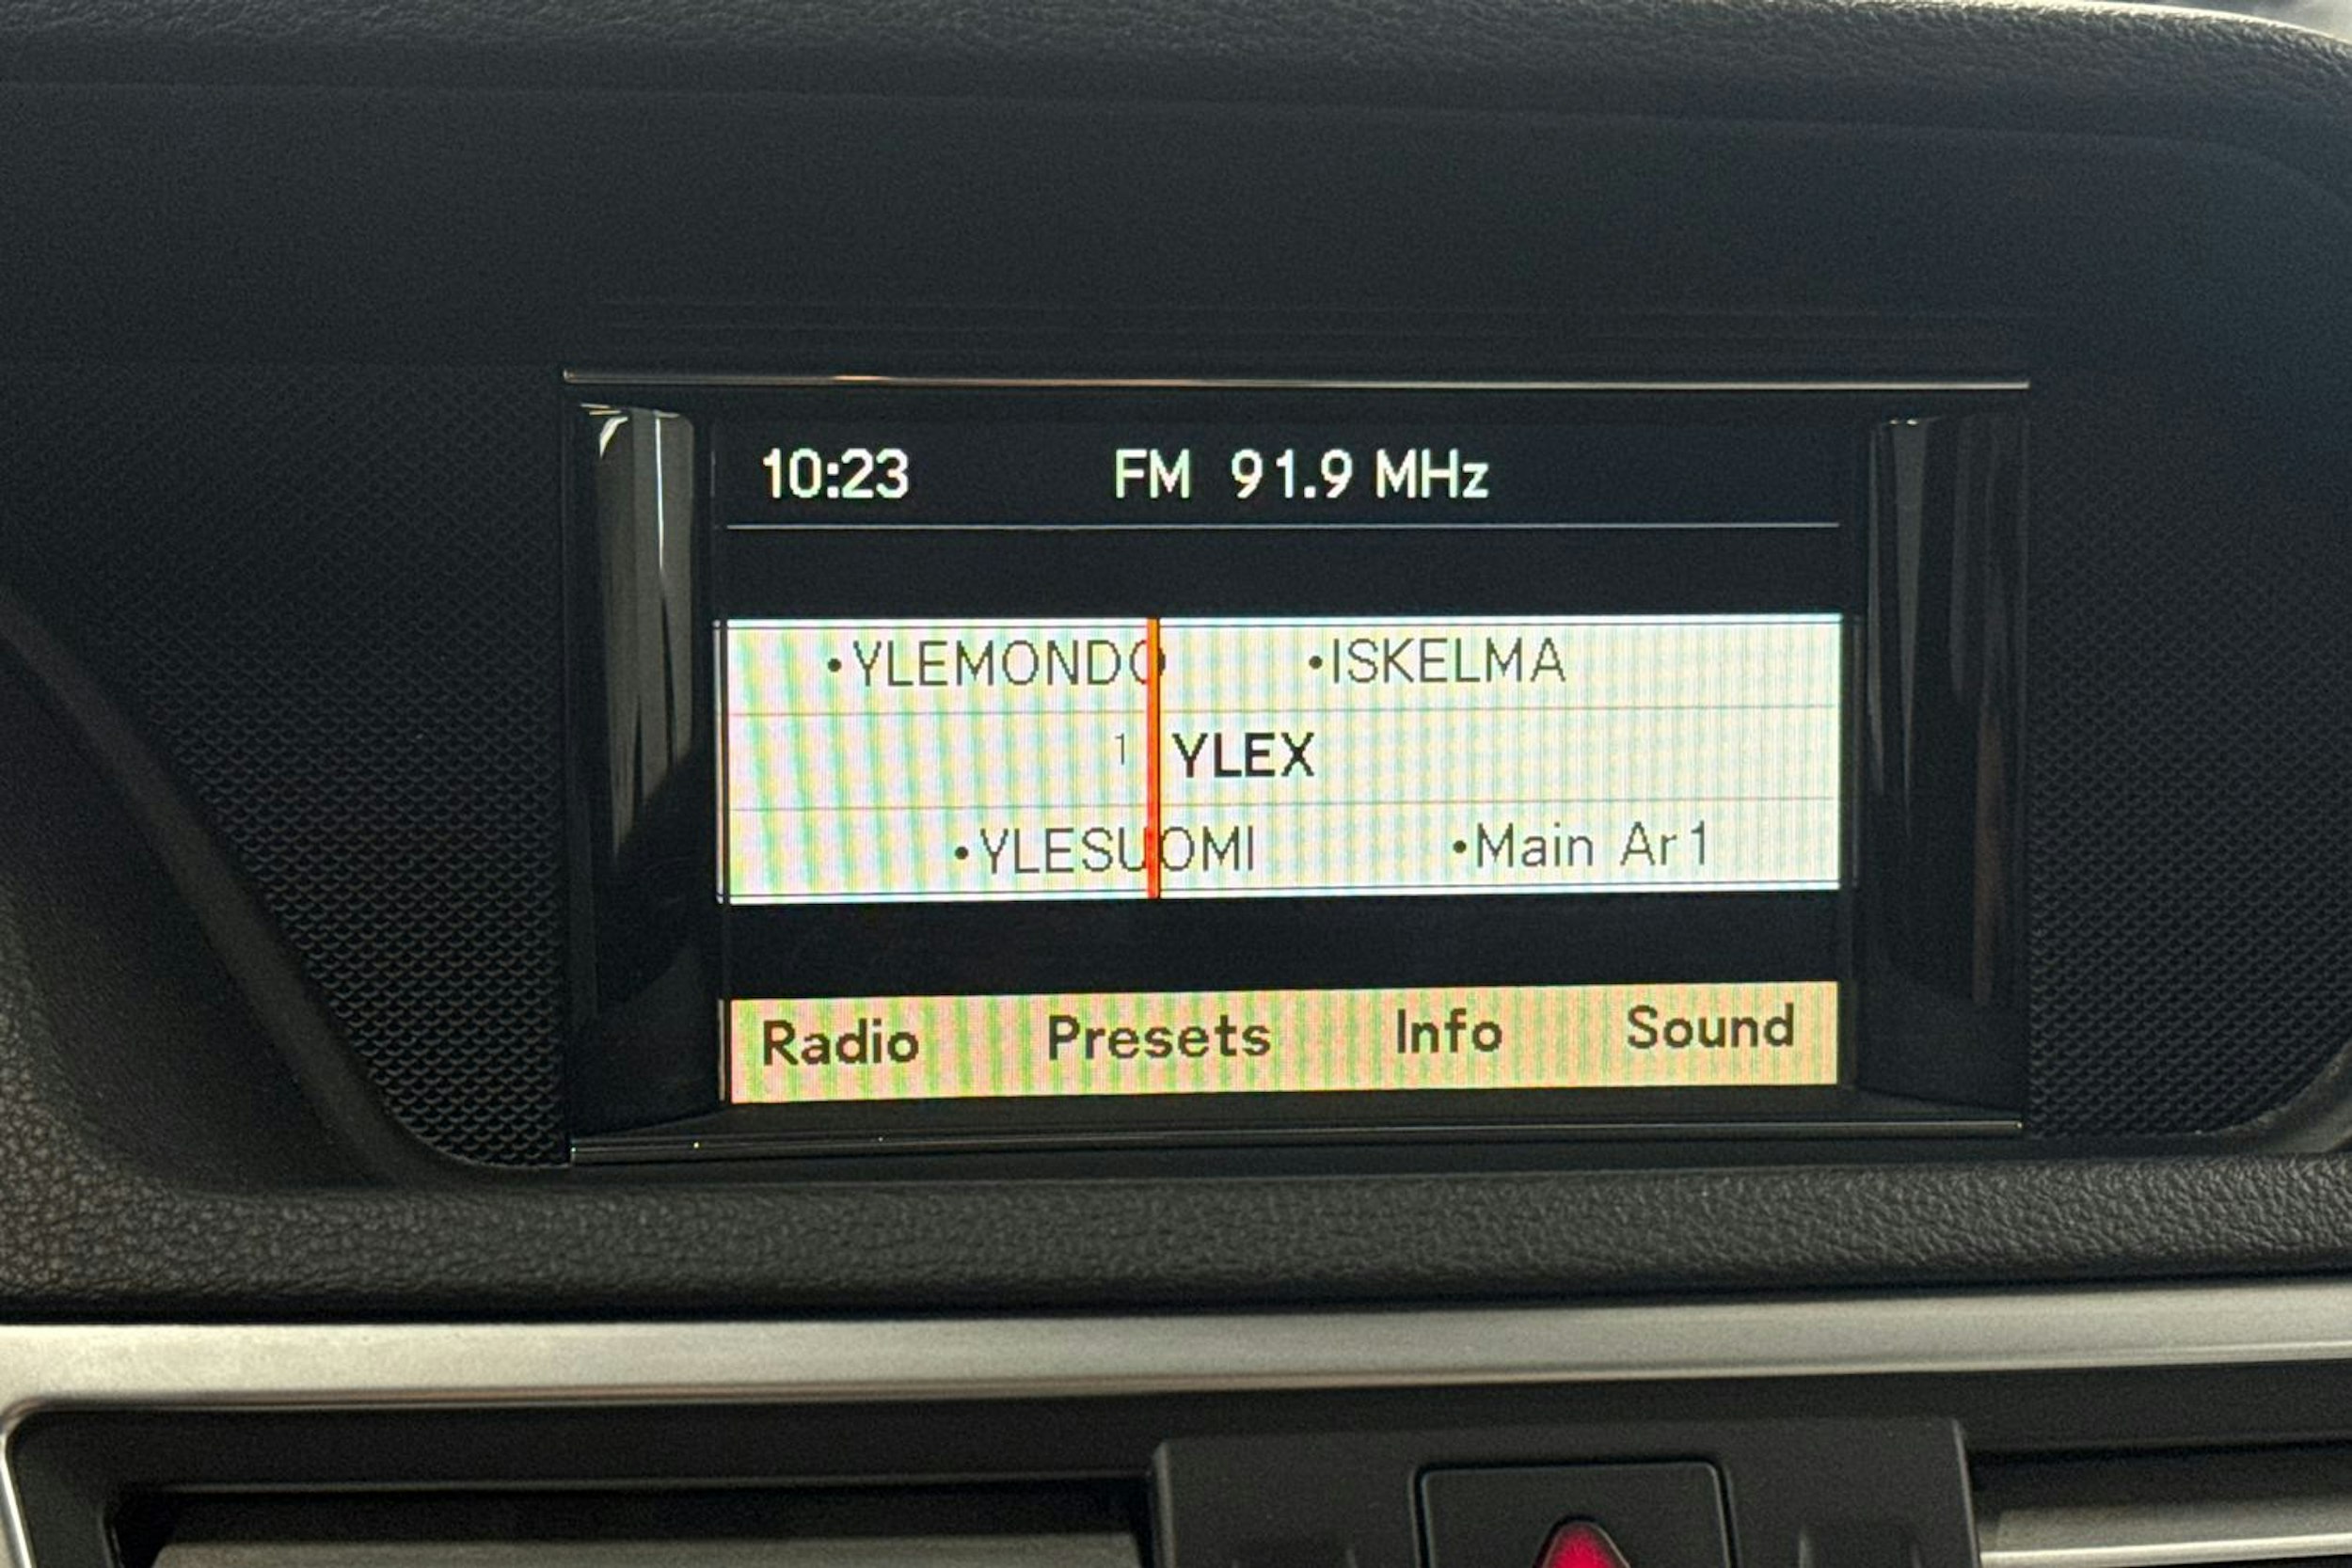 10:23 FM 91.9 MHz
•YLEMONDO •ISKELMA
1 YLEX
•YLESUOMI •Main Ar1
Radio Presets Info Sound